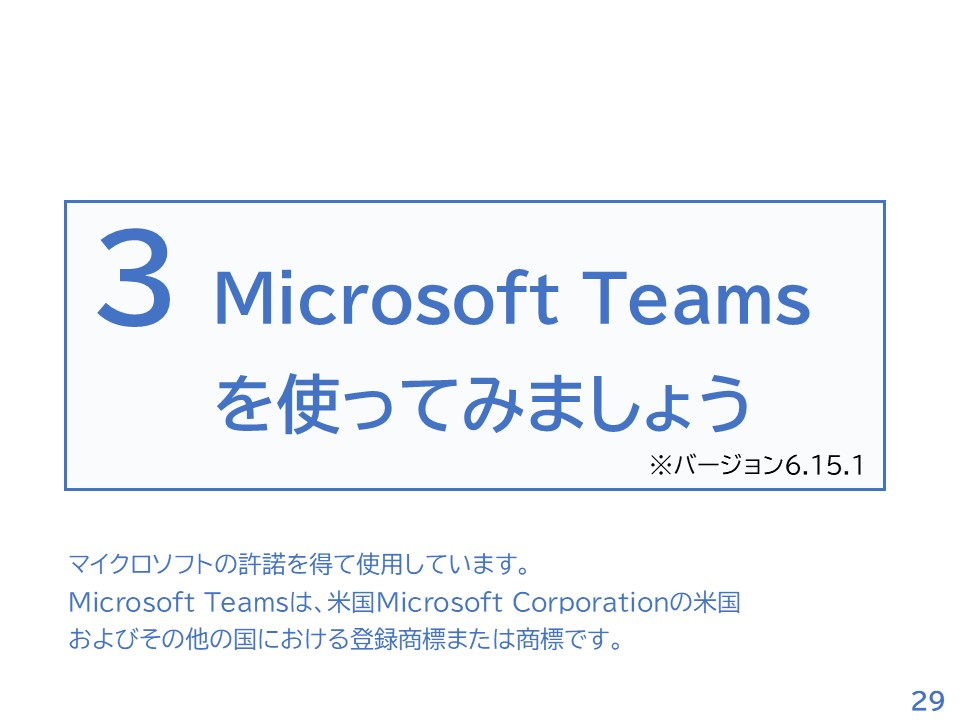 3 Microsoft Teams
を使ってみましょう
※バージョン6.15.1
マイクロソフトの許諾を得て使用しています。
Microsoft Teamsは、米国Microsoft Corporationの米国
およびその他の国における登録商標または商標です。
29